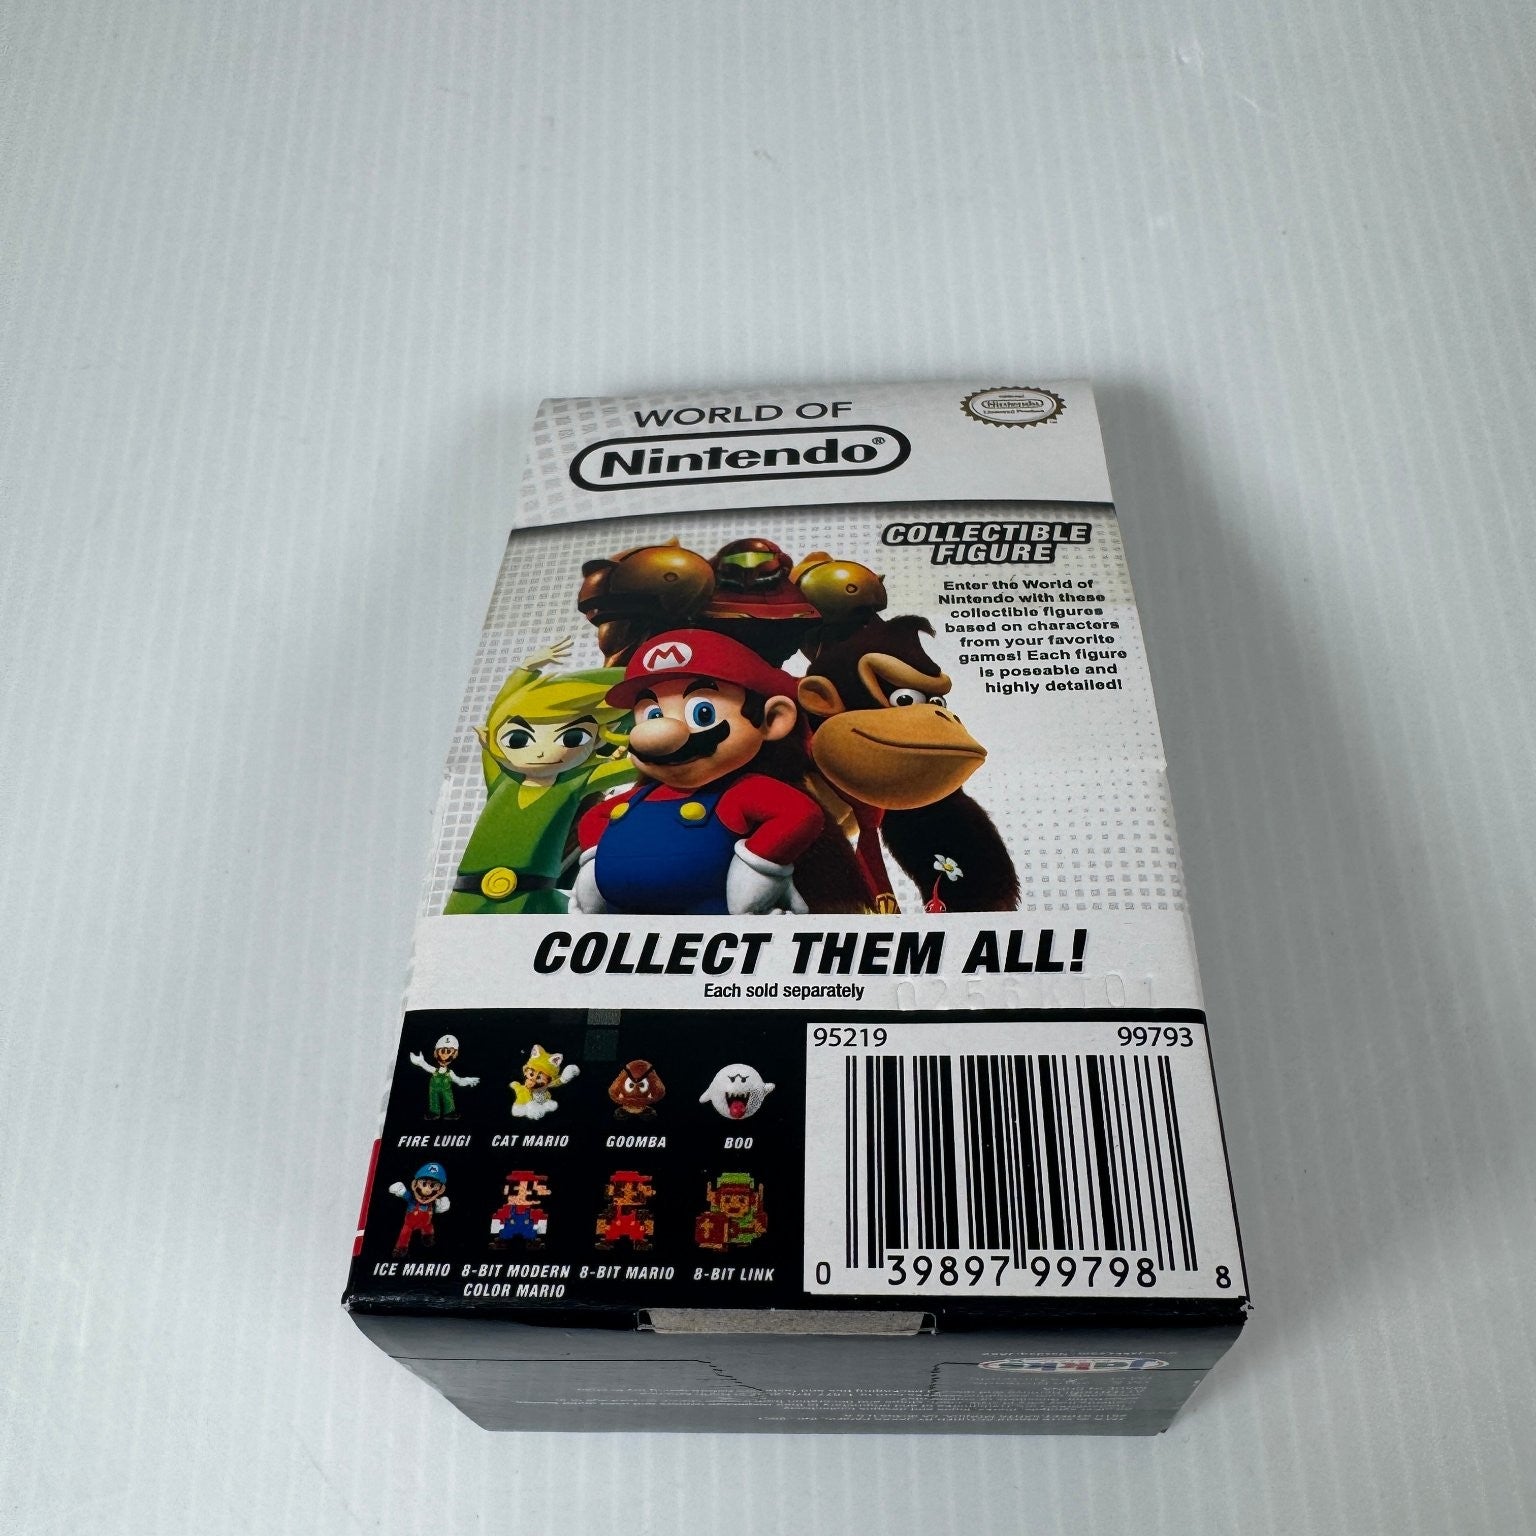 WORLD OF
Nintendo®
Nintendo
COLLECTIBLE
FIGURE
Enter the World of
Nintendo with these
collectible figures
based on characters
from your favorite
games! Each figure
is poseable and
highly detailed!
M
COLLECT THEM ALL!
Each sold separately
95219 99793
FIRE LUIGI CAT MARIO GOOMBA BOO
ICE MARIO 8-BIT MODERN COLOR MARIO 8-BIT MARIO 8-BIT LINK
0 39897 99798 8